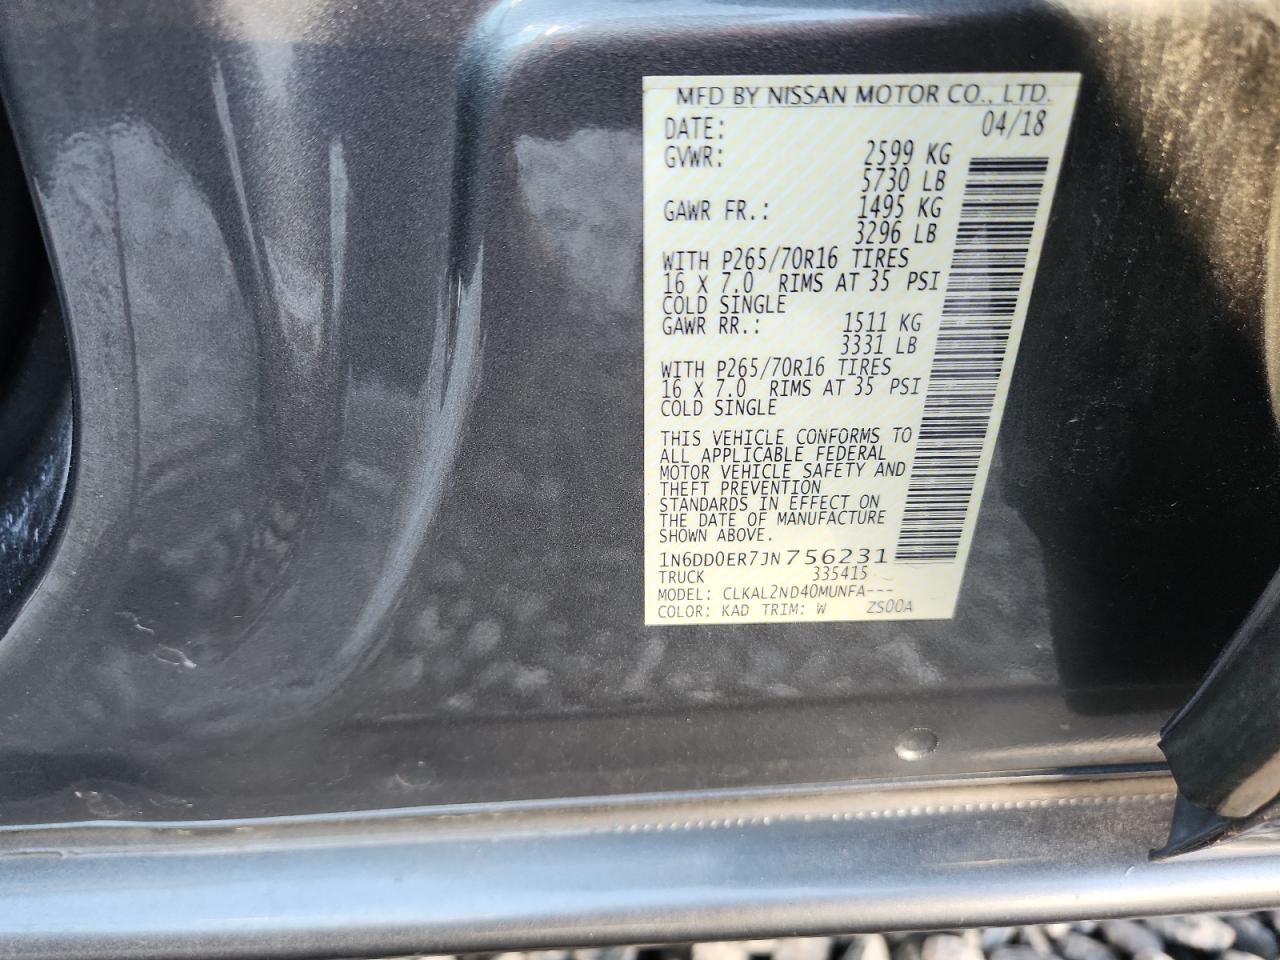 MFD BY NISSAN MOTOR CO., LTD.
DATE: 04/18
GVWR: 2599 KG
5730 LB
GAWR FR.: 1495 KG
3296 LB
WITH P265/70R16 TIRES
16 X 7.0 RIMS AT 35 PSI
COLD SINGLE
GAWR RR.: 1511 KG
3331 LB
WITH P265/70R16 TIRES
16 X 7.0 RIMS AT 35 PSI
COLD SINGLE
THIS VEHICLE CONFORMS TO
ALL APPLICABLE FEDERAL
MOTOR VEHICLE SAFETY AND
THEFT PREVENTION
STANDARDS IN EFFECT ON
THE DATE OF MANUFACTURE
SHOWN ABOVE.
1N6DD0ER7JN756231
TRUCK 335415
MODEL: CLKAL2ND40MUNFA---
COLOR: KAD TRIM: W ZS00A